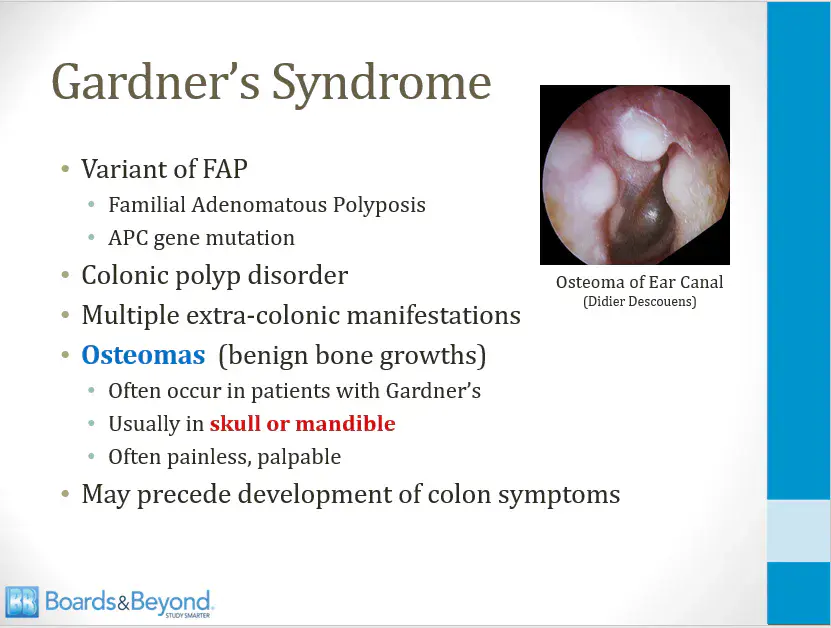 Gardner's Syndrome
• Variant of FAP
• Familial Adenomatous Polyposis
• APC gene mutation
• Colonic polyp disorder
• Multiple extra-colonic manifestations
• Osteomas (benign bone growths)
• Often occur in patients with Gardner's
• Usually in skull or mandible
• Often painless, palpable
• May precede development of colon symptoms
Osteoma of Ear Canal
(Didier Descouens)
BB Boards&Beyond.
STUDY SMARTER